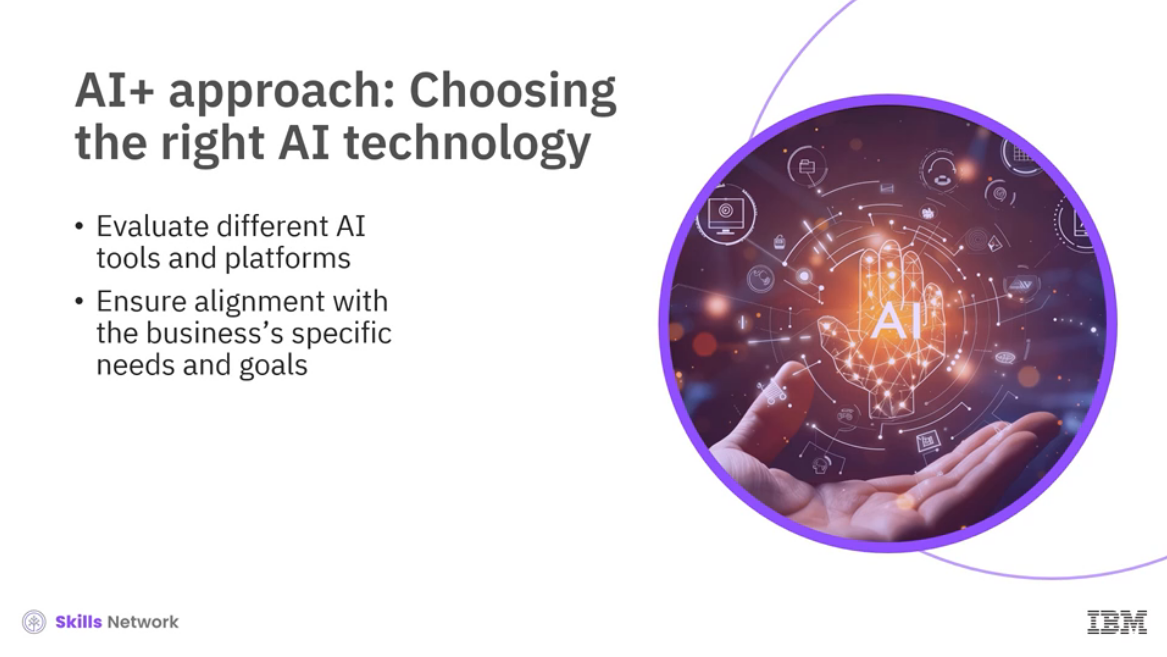 AI+ approach: Choosing
the right AI technology
• Evaluate different AI
tools and platforms
• Ensure alignment with
the business’s specific
needs and goals
AI
Skills Network
IBM